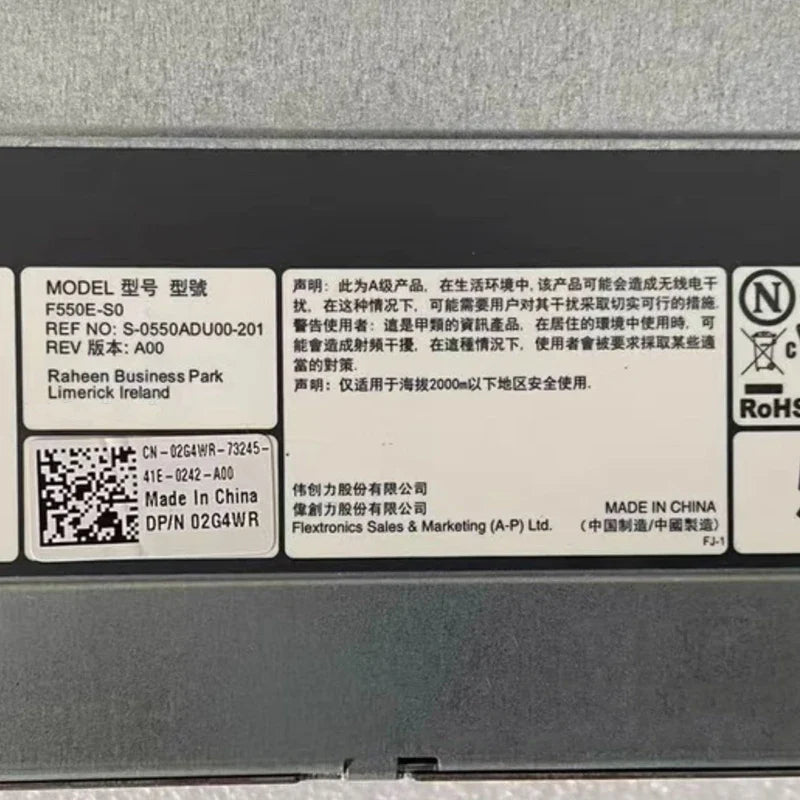 MODEL 型号 型號
F550E-S0
REF NO: S-0550ADU00-201
REV 版本: A00
Raheen Business Park
Limerick Ireland
CN-02G4WR-73245-
41E-0242-A00
Made In China
DP/N 02G4WR
声明：此为A级产品，在生活环境中,该产品可能会造成无线电干
扰，在这种情况下，可能需要用户对其干扰采取切实可行的措施.
警告使用者：這是甲類的資訊產品，在居住的環境中使用時，可
能會造成射頻干擾，在這種情況下，使用者會被要求採取某些適
當的對策.
声明：仅适用于海拔2000m以下地区安全使用.
伟创力股份有限公司
偉創力股份有限公司
Flextronics Sales & Marketing (A-P) Ltd.
MADE IN CHINA
（中国制造/中國製造）
FJ-1
N
C
RoHS